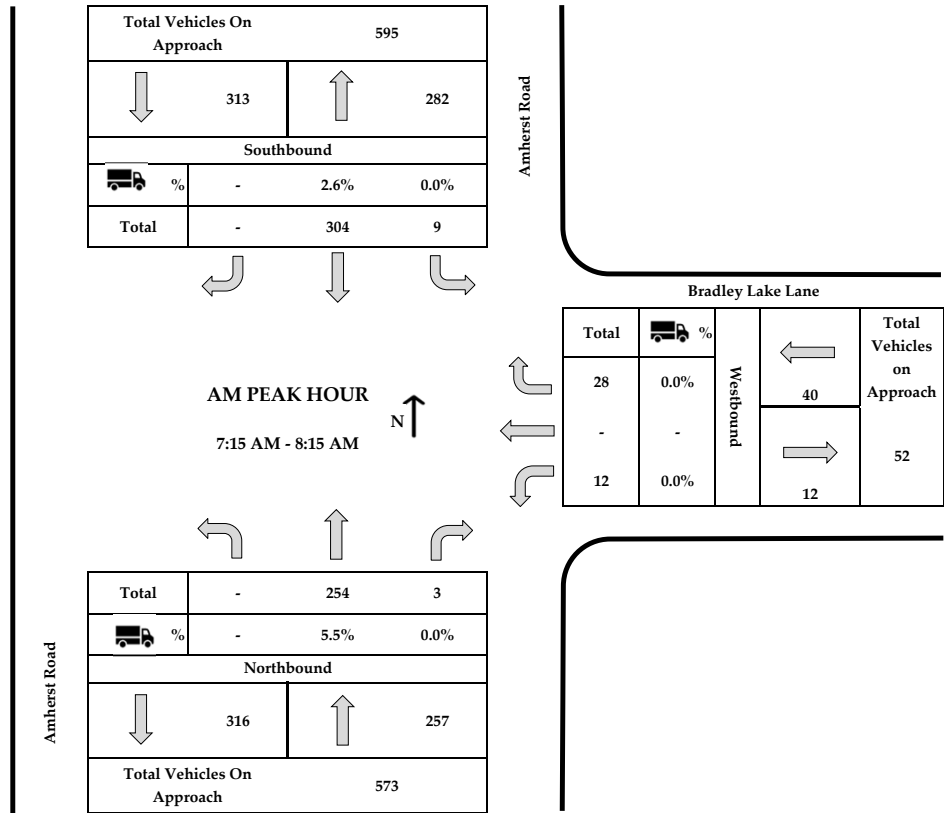 Total Vehicles On
Approach
595
313
282
Southbound
% - 2.6% 0.0%
Total - 304 9
Amherst Road
Bradley Lake Lane
Total %
28 0.0%
- -
12 0.0%
Westbound
40
12
Total
Vehicles
on
Approach
52
AM PEAK HOUR
N
7:15 AM - 8:15 AM
Total - 254 3
% - 5.5% 0.0%
Northbound
316
257
Total Vehicles On
Approach
573
Amherst Road